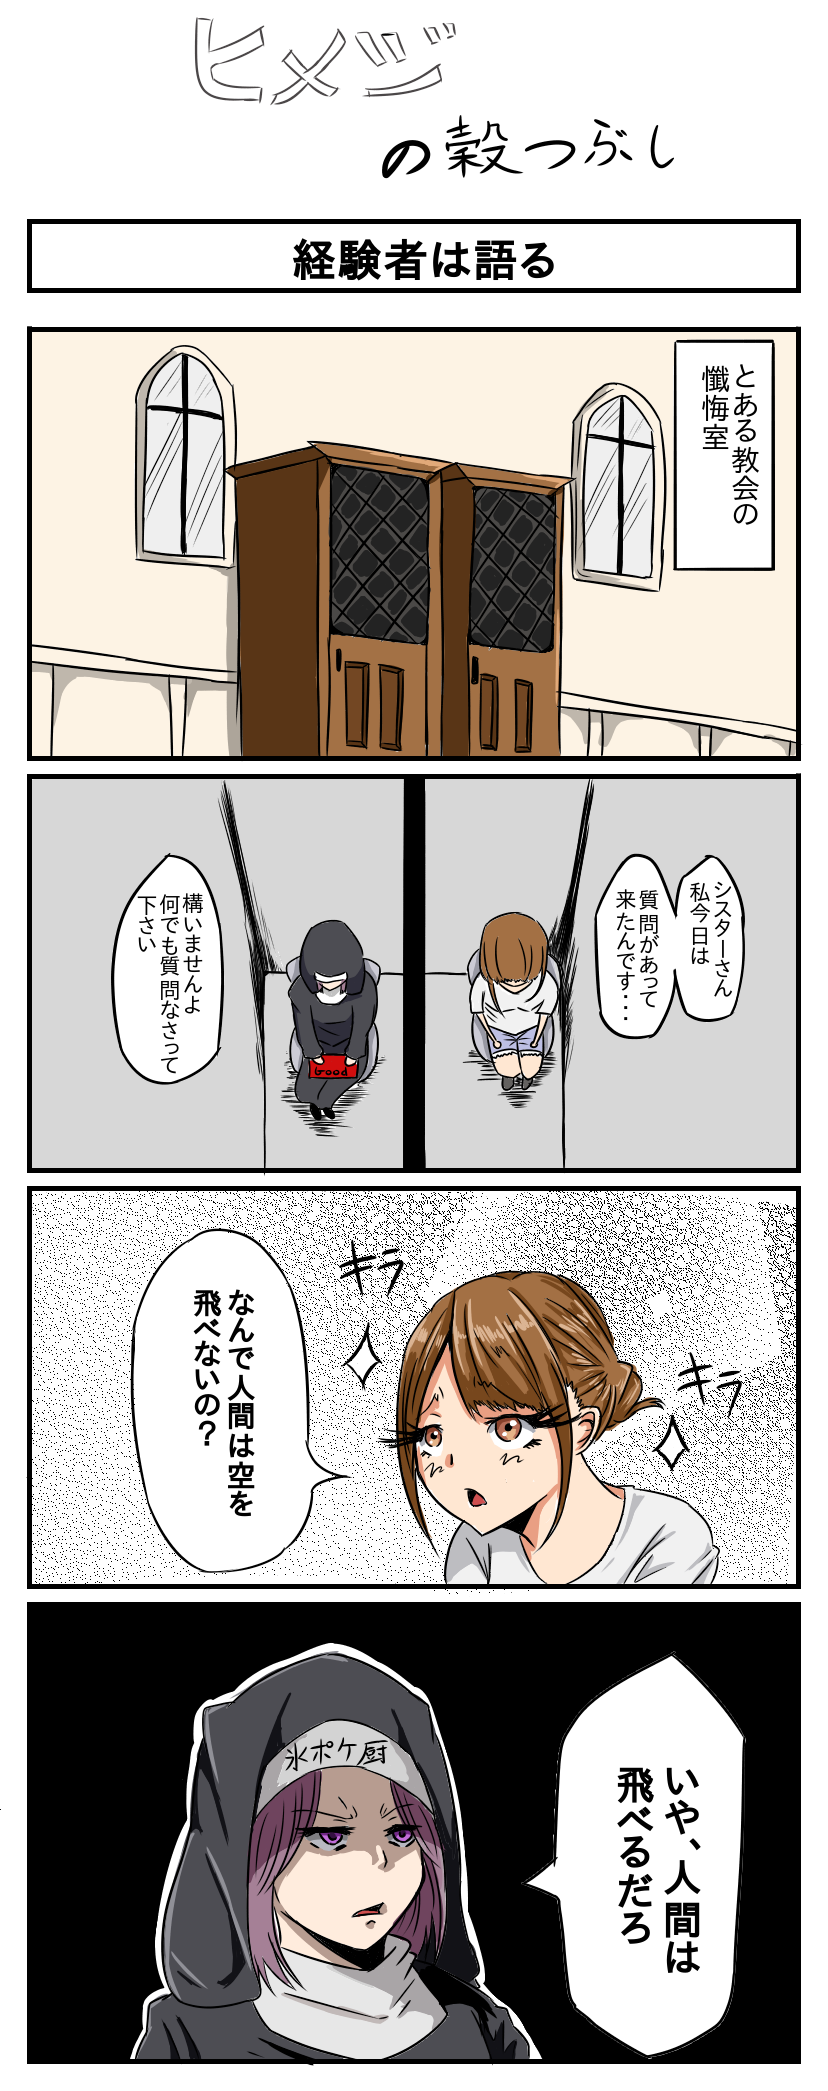 ヒメヅ
の穀つぶし
経験者は語る
とある教会の
懺悔室
シスターさん
私今日は
質問があって
来たんです･･･
構いませんよ
何でも質問なさって
下さい
Good
キラ
なんで人間は空を
飛べないの？
キラ
氷ポケ厨
いや、人間は
飛べるだろ